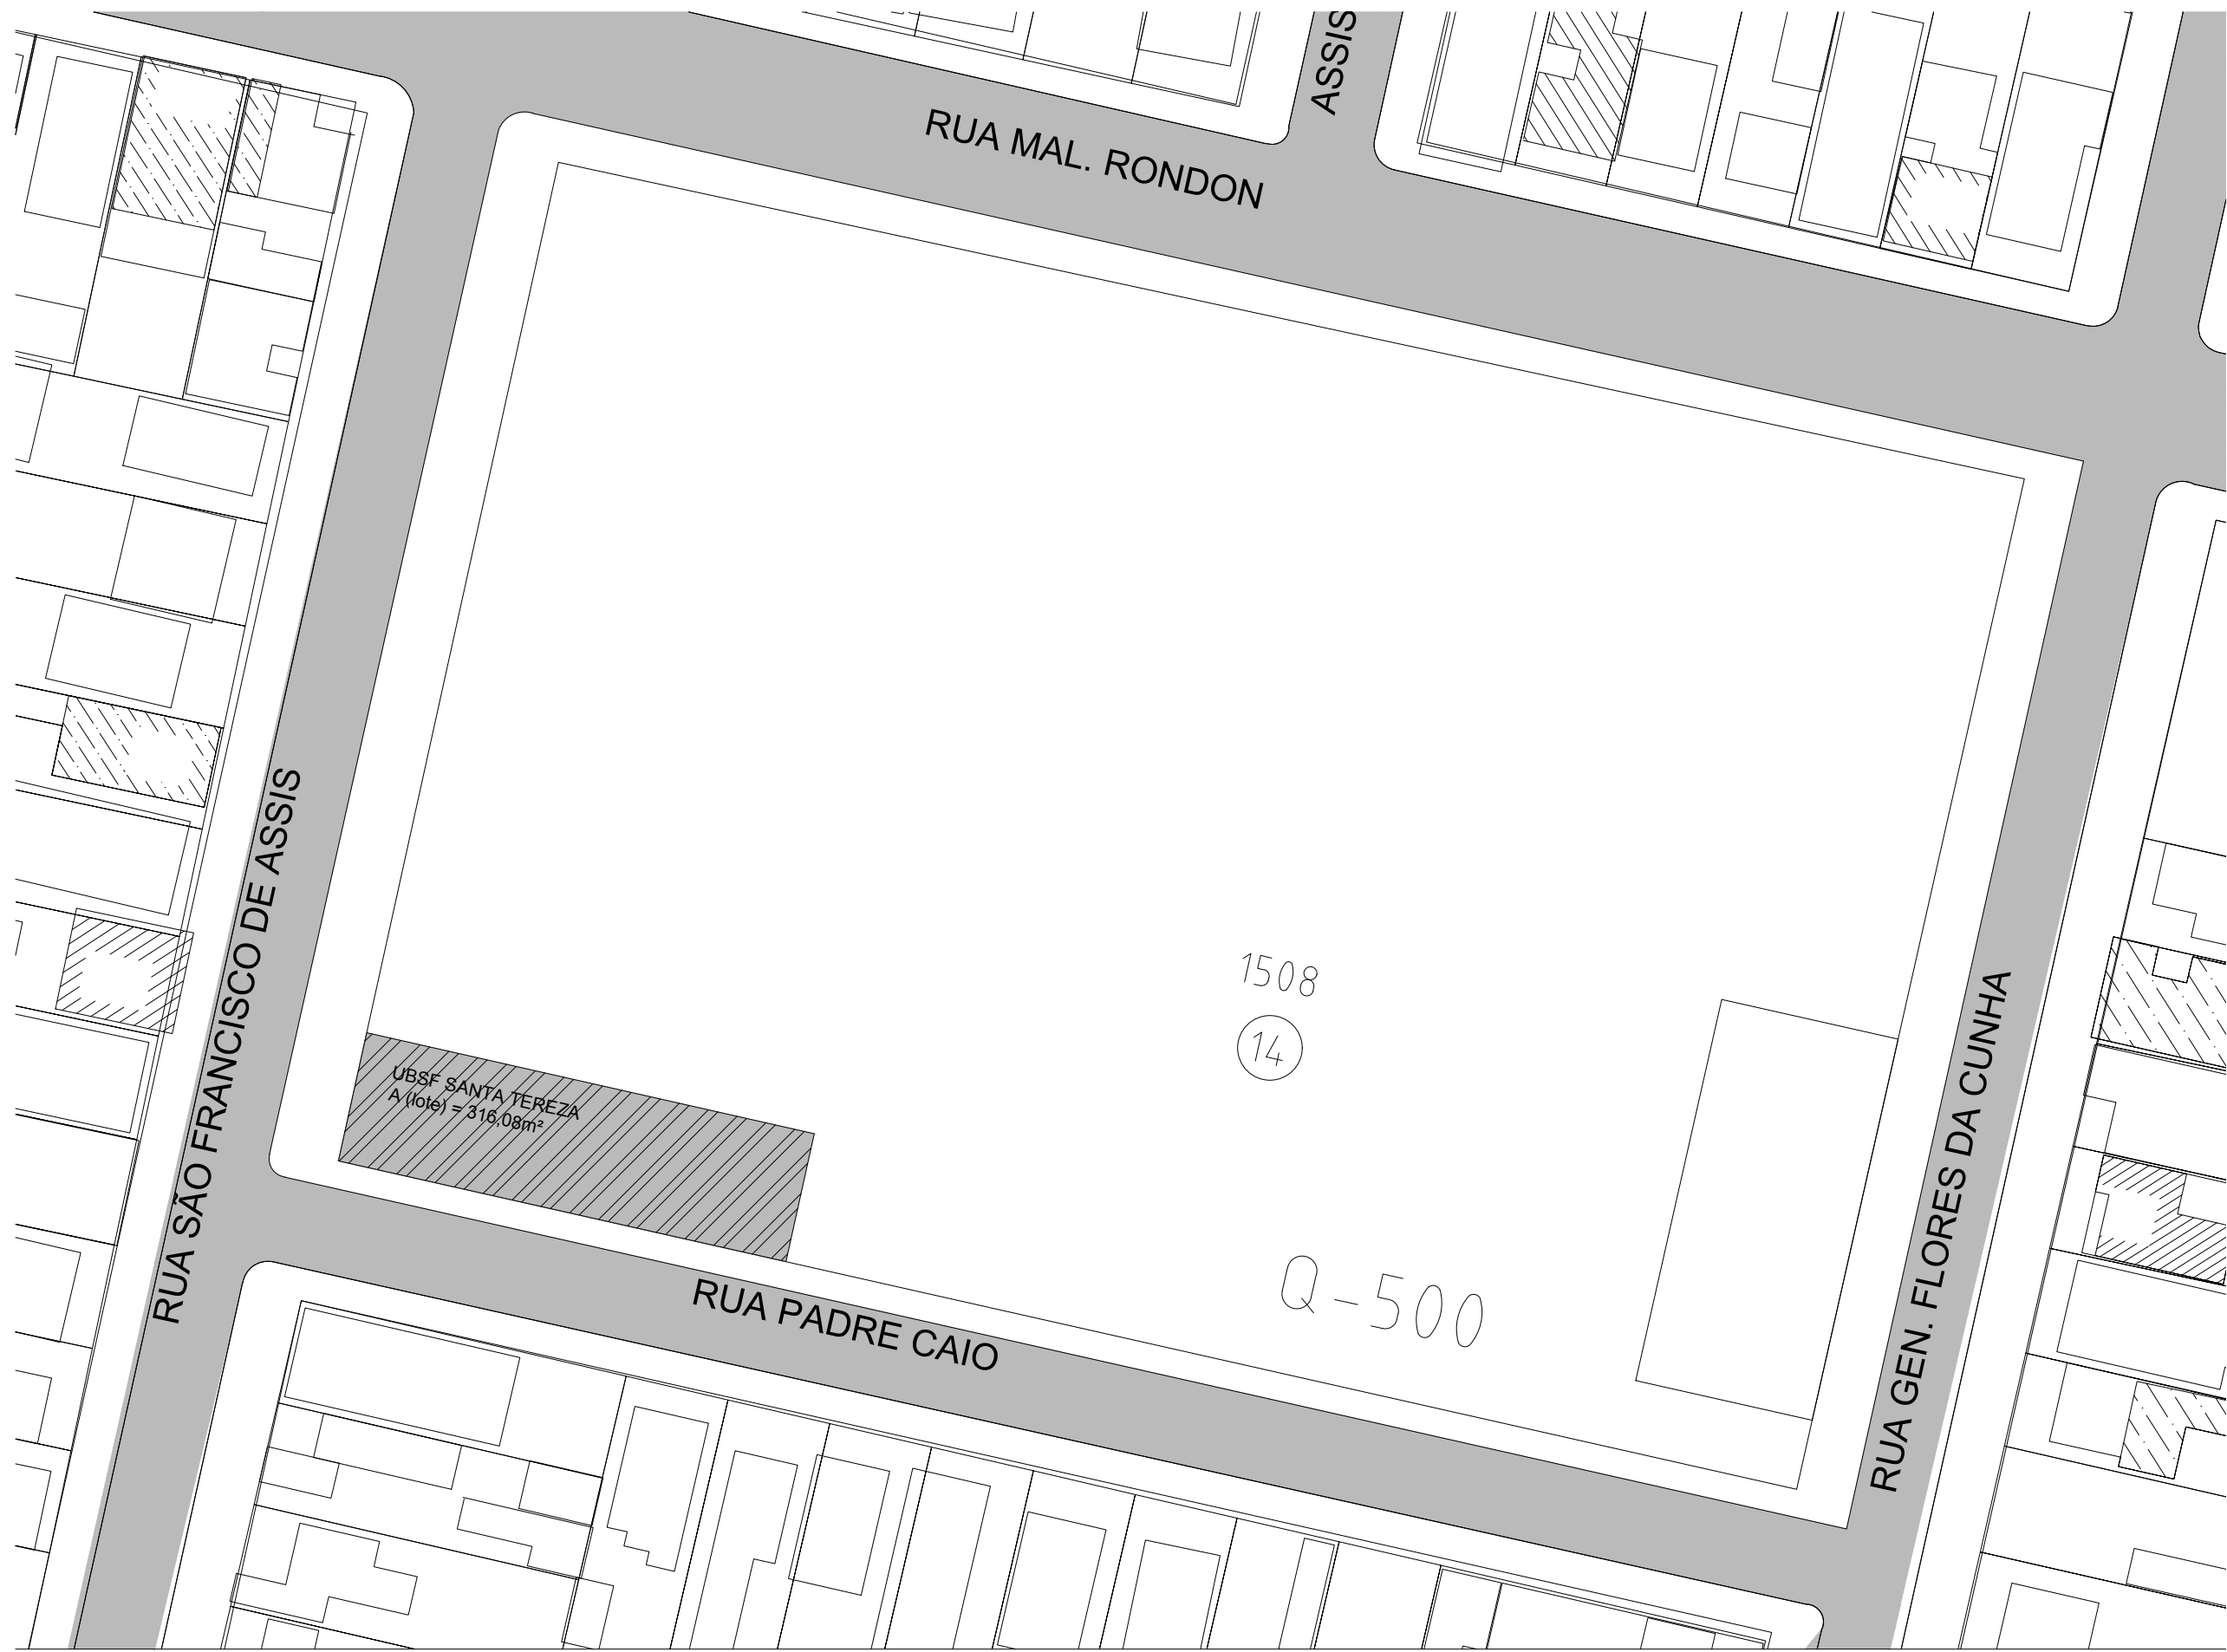 ASSIS
RUA MAL. RONDON
RUA SÃO FRANCISCO DE ASSIS
1508
14
UBSF SANTA TEREZA
A (lote) = 316,08m²
RUA GEN. FLORES DA CUNHA
Q-500
RUA PADRE CAIO